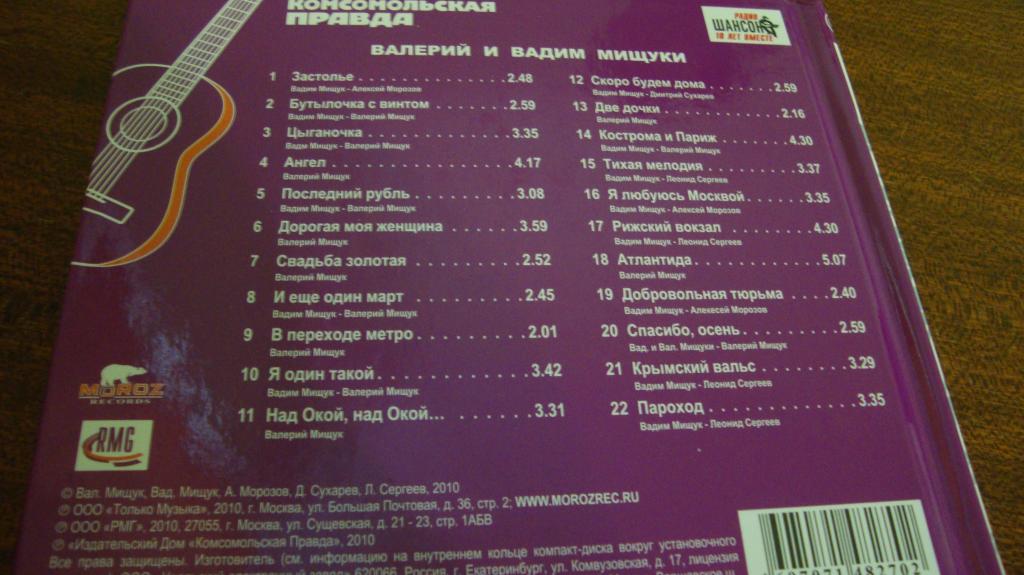 КОМСОМОЛЬСКАЯ
ПРАВДА
РАДИО
ШАНСОН
10 ЛЕТ ВМЕСТЕ
ВАЛЕРИЙ И ВАДИМ МИЩУКИ
1 Застолье . . . . . . . . . . . . . . . 2.48
Вадим Мищук - Алексей Морозов
2 Бутылочка с винтом . . . . . . . . 2.59
Вадим Мищук - Валерий Мищук
3 Цыганочка . . . . . . . . . . . . . . 3.35
Вадм Мищук - Валерий Мищук
4 Ангел . . . . . . . . . . . . . . . . . . 4.17
Валерий Мищук
5 Последний рубль . . . . . . . . . . 3.08
Вадим Мищук - Валерий Мищук
6 Дорогая моя женщина . . . . . . . 3.59
Валерий Мищук
7 Свадьба золотая . . . . . . . . . . 2.52
Валерий Мищук
8 И еще один март . . . . . . . . . 2.45
Вадим Мищук - Валерий Мищук
9 В переходе метро . . . . . . . . . 2.01
Валерий Мищук
10 Я один такой . . . . . . . . . . . . 3.42
Вадим Мищук - Валерий Мищук
11 Над Окой, над Окой... . . . . . . . 3.31
Валерий Мищук
12 Скоро будем дома . . . . . . . 2.59
Вадим Мищук - Дмитрий Сухарев
13 Две дочки . . . . . . . . . . . . . 2.16
Валерий Мищук
14 Кострома и Париж . . . . . . . 4.30
Вадим Мищук - Валерий Мищук
15 Тихая мелодия . . . . . . . . . 3.37
Вадим Мищук - Леонид Сергеев
16 Я любуюсь Москвой . . . . . . 3.35
Вадим Мищук - Алексей Морозов
17 Рижский вокзал . . . . . . . . . 4.30
Вадим Мищук - Леонид Сергеев
18 Атлантида . . . . . . . . . . . . . 5.07
Валерий Мищук
19 Добровольная тюрьма . . . . 2.40
Вадим Мищук - Алексесей Морозов
20 Спасибо, осень . . . . . . . . . 2.59
Вад. и Вал. Мищуки - Валерий Мищук
21 Крымский вальс . . . . . . . . . 3.29
Вадим Мищук - Леонид Сергеев
22 Пароход . . . . . . . . . . . . . . 3.35
Вадим Мищук - Леонид Сергеев
MOROZ
RECORDS
RMG
© Вал. Мищук, Вад. Мищук, А. Морозов, Д. Сухарев, Л. Сергеев, 2010
℗ ООО «Только Музыка», 2010, г. Москва, ул. Большая Почтовая, д. 36, стр. 2; WWW.MOROZREC.RU
℗ ООО «РМГ», 2010, 27055, г. Москва, ул. Сущевская, д. 21 - 23, стр. 1АБВ
℗ «Издательский Дом «Комсомольская Правда», 2010
Все права защищены. Изготовитель (см. информацию на внутреннем кольце компакт-диска вокруг установочного
620066, Россия, г. Екатеринбург, ул. Комвузовская, д. 17, лицензия